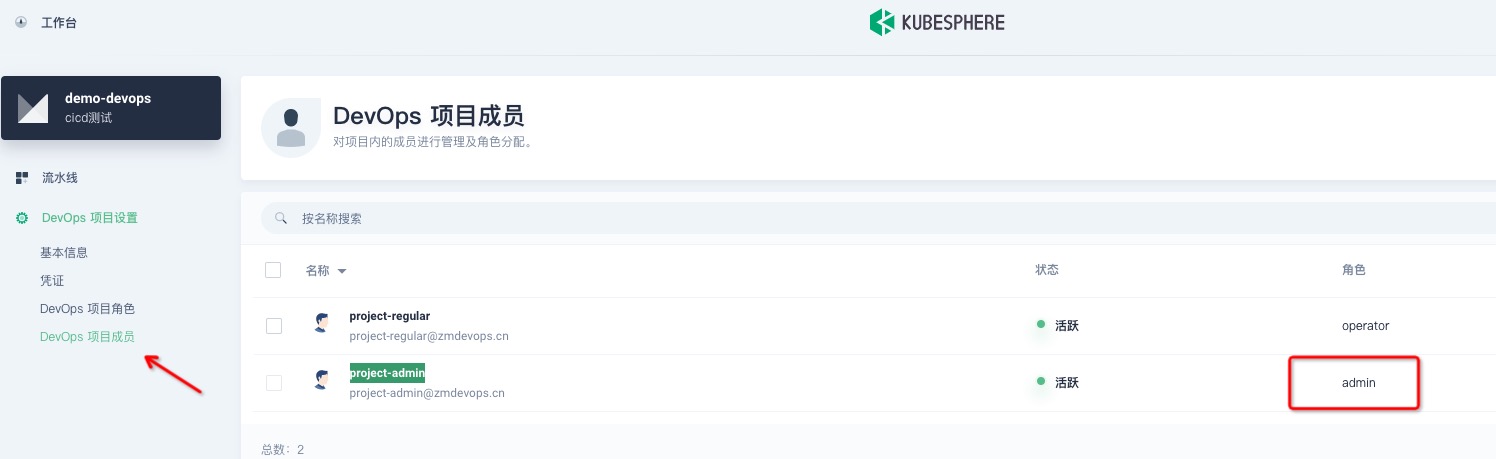 工作台
KUBESPHERE
demo-devops
cicd测试
流水线
DevOps 项目设置
基本信息
凭证
DevOps 项目角色
DevOps 项目成员
DevOps 项目成员
对项目内的成员进行管理及角色分配。
按名称搜索
名称 状态 角色
project-regular
project-regular@zmdevops.cn
活跃
operator
project-admin
project-admin@zmdevops.cn
活跃
admin
总数：2